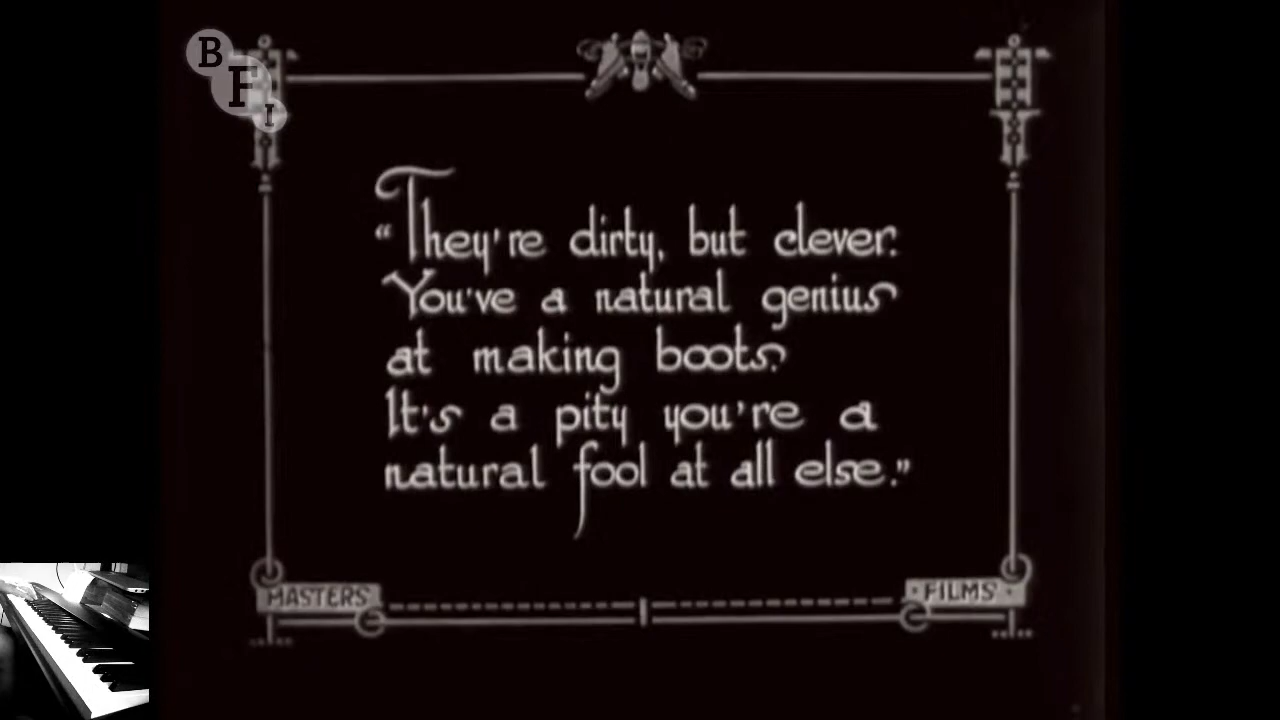 BFI
“They're dirty, but clever.
You've a natural genius
at making boots.
It's a pity you're a
natural fool at all else.”
MASTERS FILMS